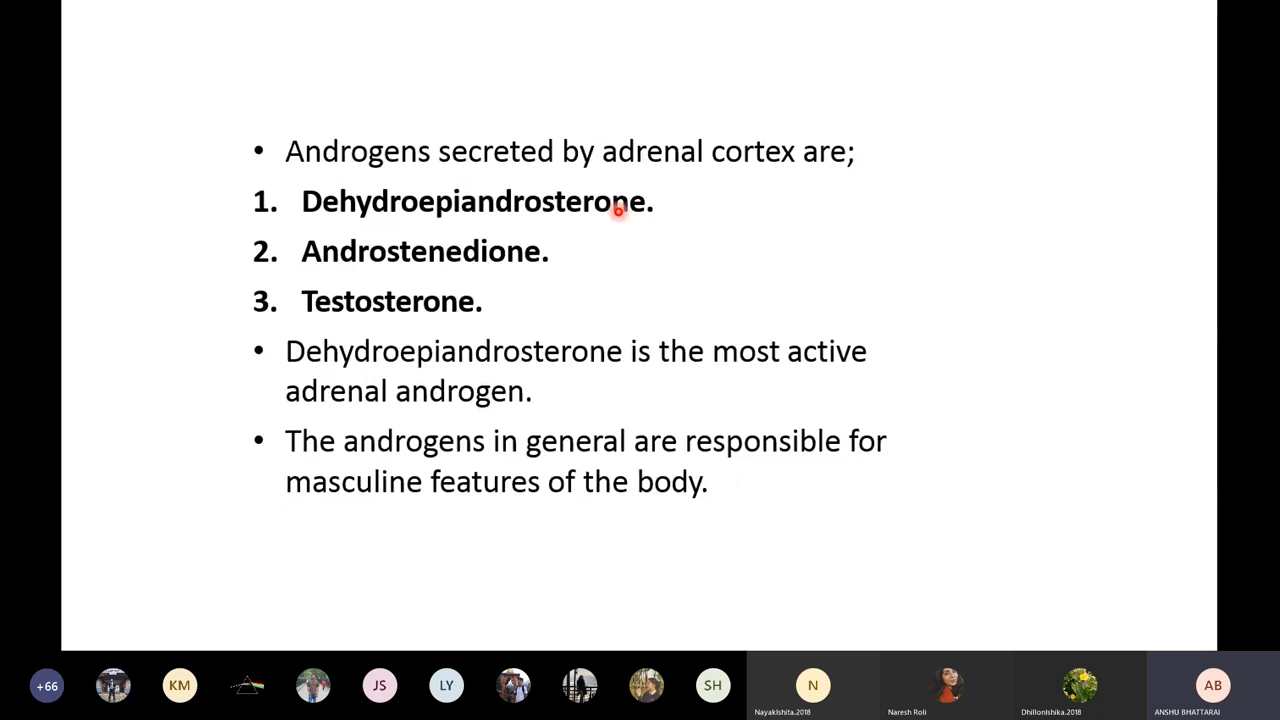 • Androgens secreted by adrenal cortex are;
1. Dehydroepiandrosterone.
2. Androstenedione.
3. Testosterone.
• Dehydroepiandrosterone is the most active
adrenal androgen.
• The androgens in general are responsible for
masculine features of the body.
+66 KM JS LY SH N AB
NayakIshita.2018 Naresh Roli DhillonIshika.2018 ANSHU BHATTARAI